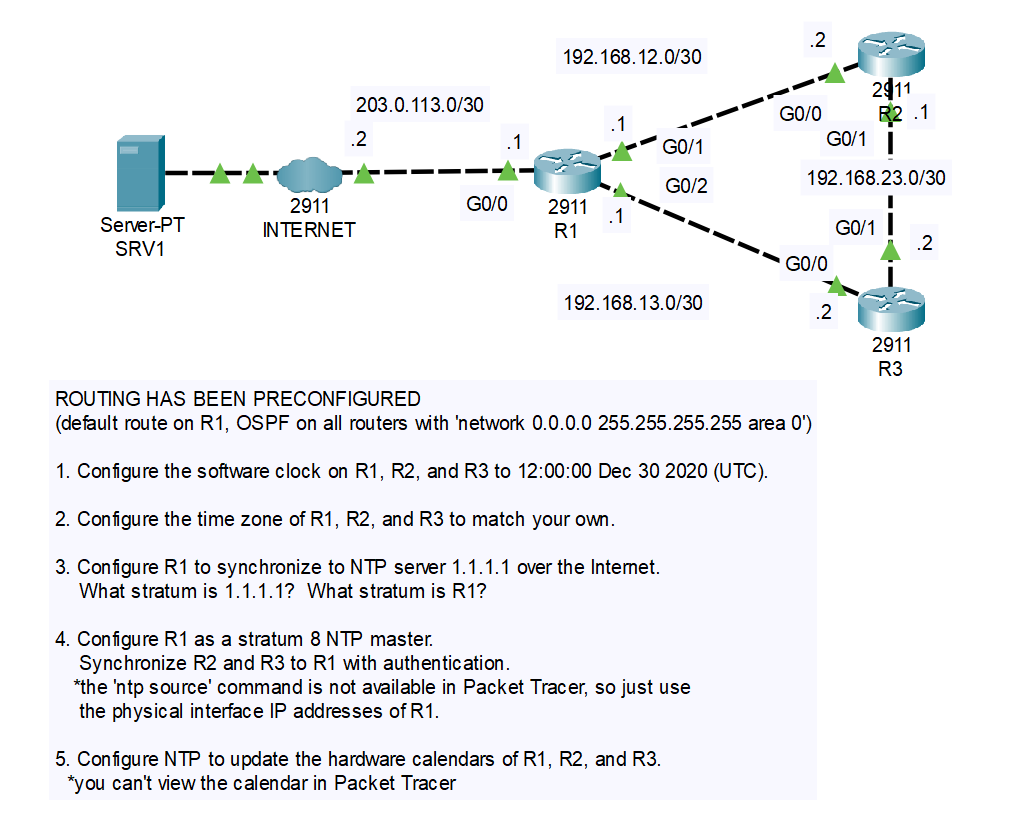 .2
192.168.12.0/30
2911
R2
.1
203.0.113.0/30
G0/0
.2
.1
.1
G0/1
G0/1
192.168.23.0/30
G0/2
G0/0
2911
R1
.1
Server-PT
SRV1
2911
INTERNET
G0/1
.2
G0/0
192.168.13.0/30
.2
2911
R3
ROUTING HAS BEEN PRECONFIGURED
(default route on R1, OSPF on all routers with 'network 0.0.0.0 255.255.255.255 area 0')
1. Configure the software clock on R1, R2, and R3 to 12:00:00 Dec 30 2020 (UTC).
2. Configure the time zone of R1, R2, and R3 to match your own.
3. Configure R1 to synchronize to NTP server 1.1.1.1 over the Internet.
What stratum is 1.1.1.1? What stratum is R1?
4. Configure R1 as a stratum 8 NTP master.
Synchronize R2 and R3 to R1 with authentication.
*the 'ntp source' command is not available in Packet Tracer, so just use
the physical interface IP addresses of R1.
5. Configure NTP to update the hardware calendars of R1, R2, and R3.
*you can't view the calendar in Packet Tracer